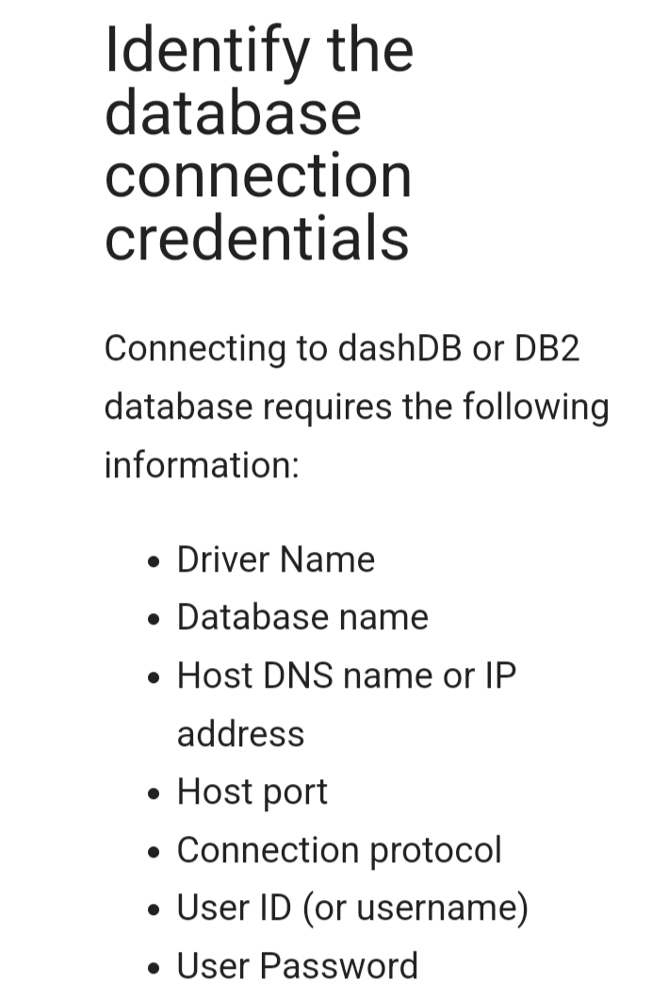 Identify the
database
connection
credentials
Connecting to dashDB or DB2
database requires the following
information:
• Driver Name
• Database name
• Host DNS name or IP
address
• Host port
• Connection protocol
• User ID (or username)
• User Password